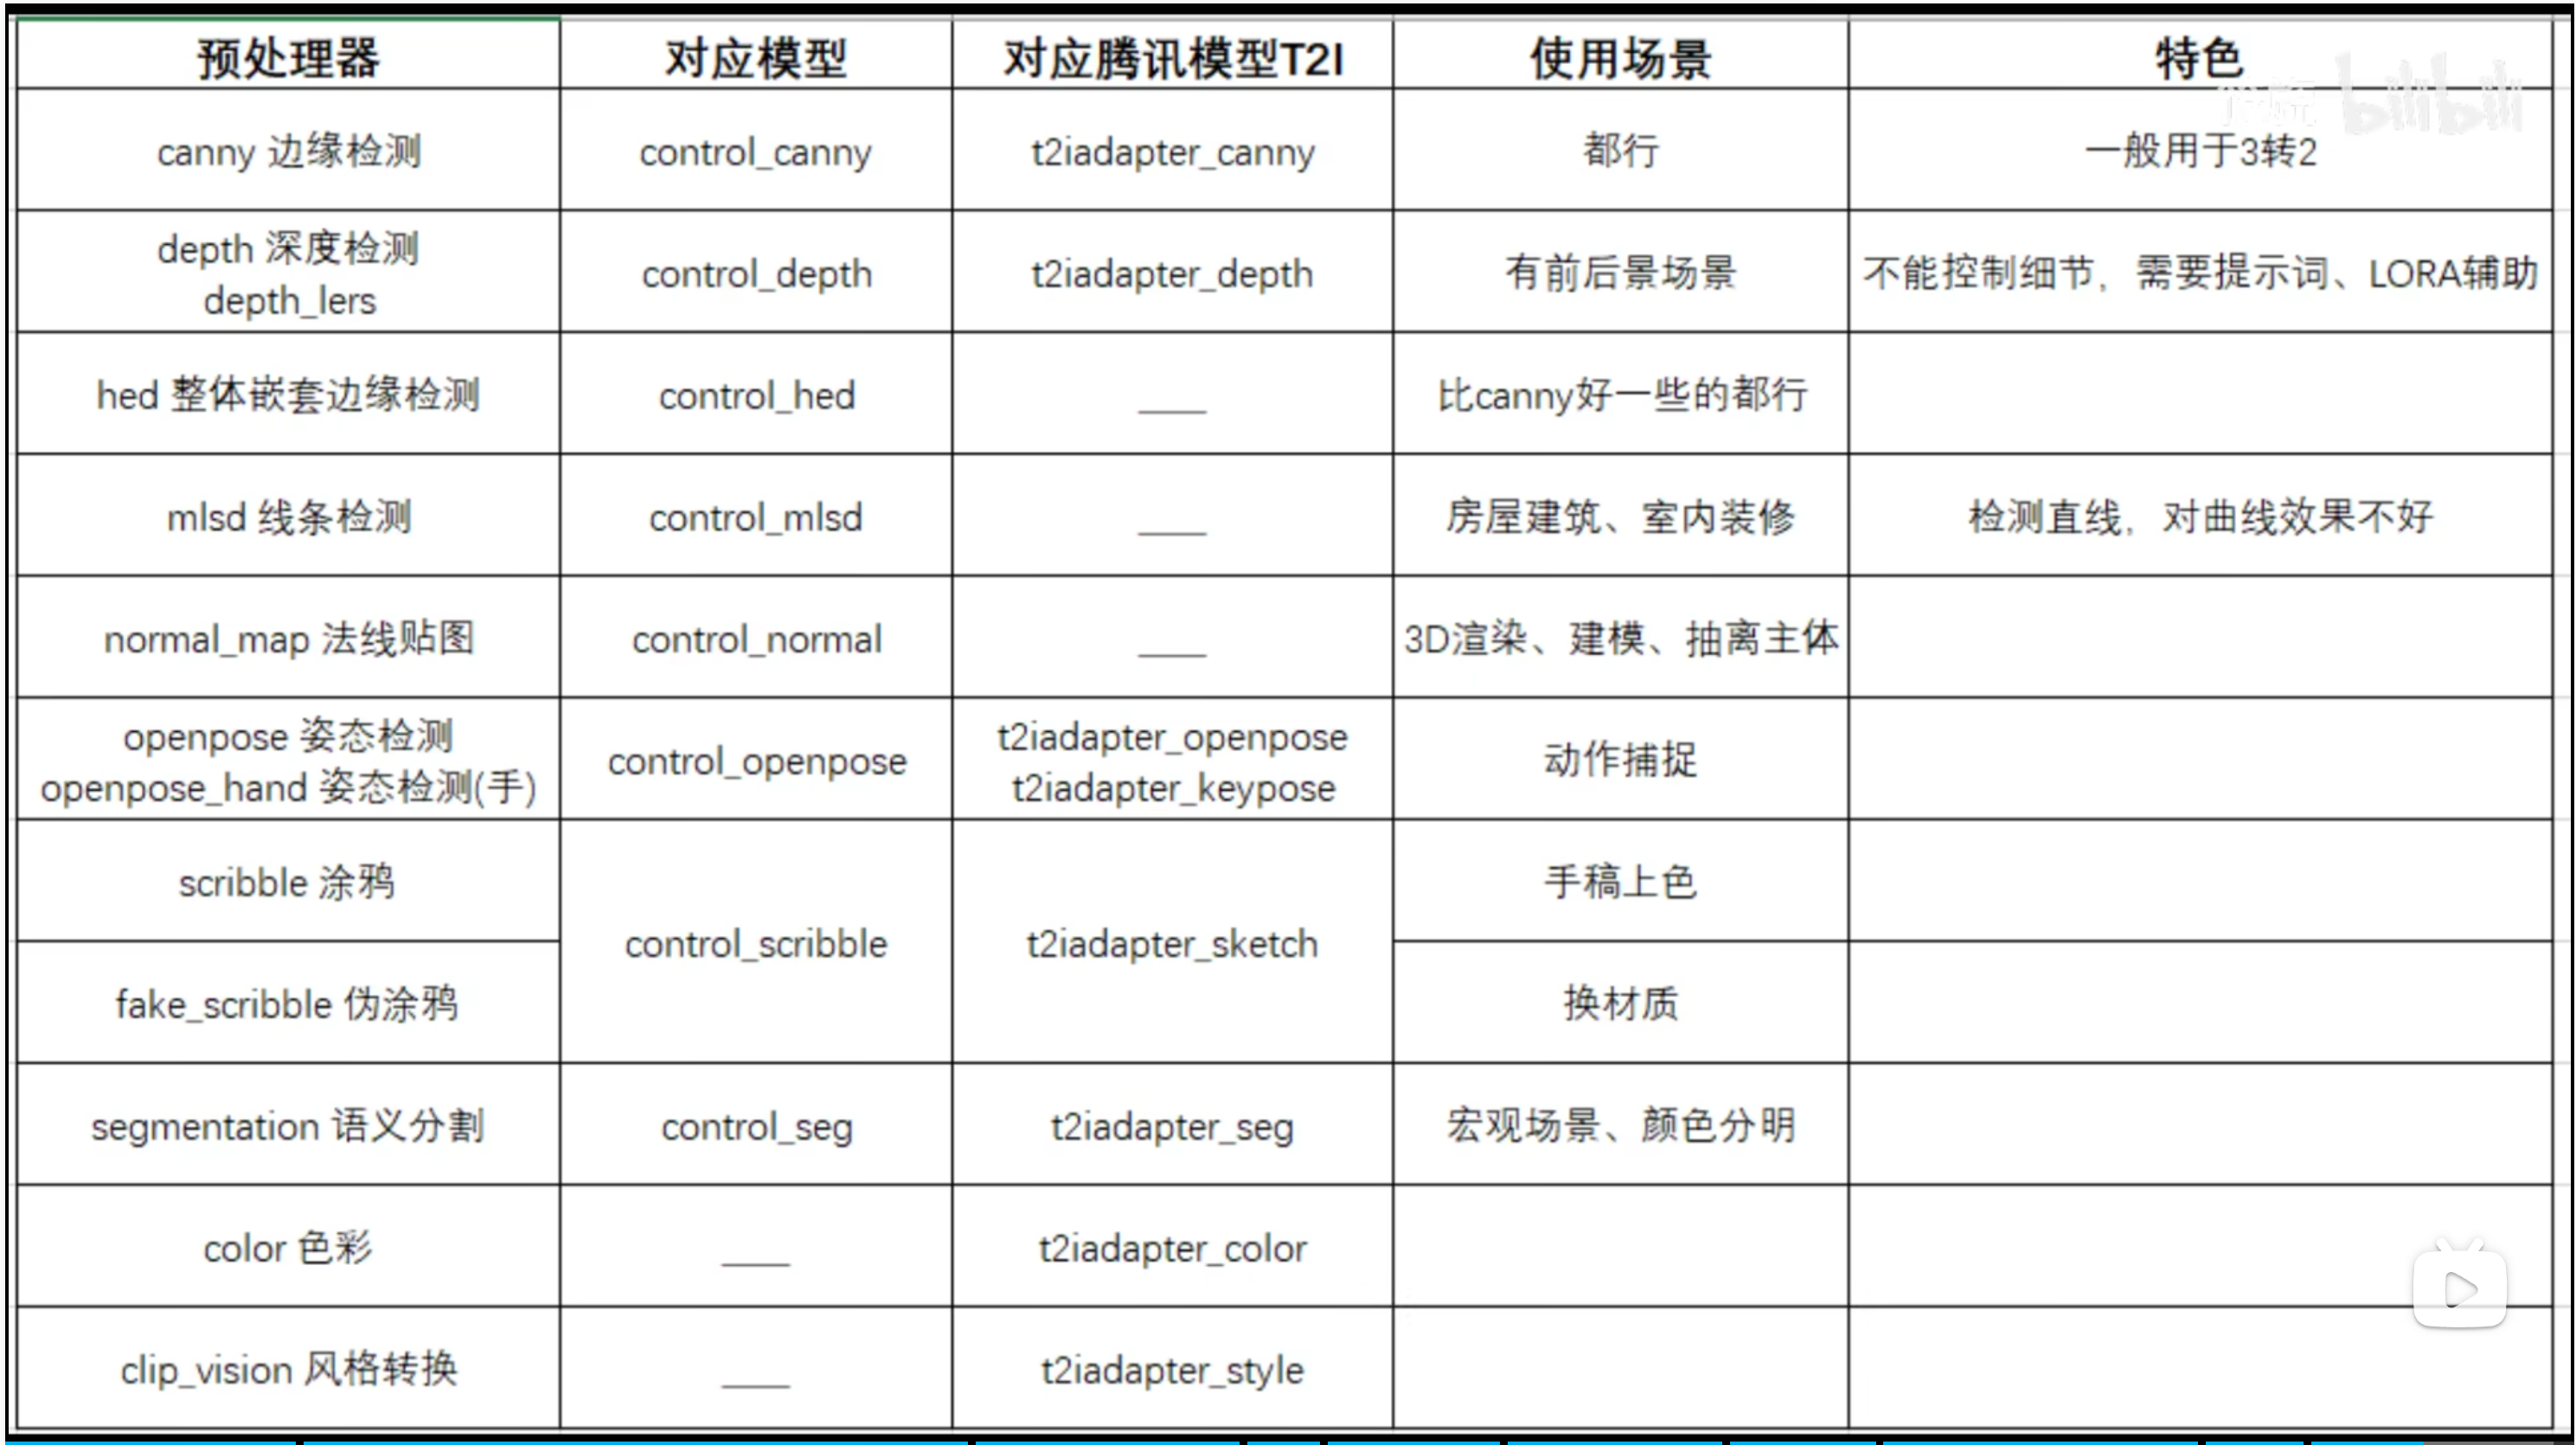 预处理器 对应模型 对应腾讯模型T2I 使用场景 特色
canny 边缘检测 control_canny t2iadapter_canny 都行 一般用于3转2
depth 深度检测
depth_lers control_depth t2iadapter_depth 有前后景场景 不能控制细节，需要提示词、LORA辅助
hed 整体嵌套边缘检测 control_hed ___ 比canny好一些的都行
mlsd 线条检测 control_mlsd ___ 房屋建筑、室内装修 检测直线，对曲线效果不好
normal_map 法线贴图 control_normal ___ 3D渲染、建模、抽离主体
openpose 姿态检测
openpose_hand 姿态检测(手) control_openpose t2iadapter_openpose
t2iadapter_keypose 动作捕捉
scribble 涂鸦 control_scribble t2iadapter_sketch 手稿上色
fake_scribble 伪涂鸦 换材质
segmentation 语义分割 control_seg t2iadapter_seg 宏观场景、颜色分明
color 色彩 ___ t2iadapter_color
clip_vision 风格转换 ___ t2iadapter_style
bilibili